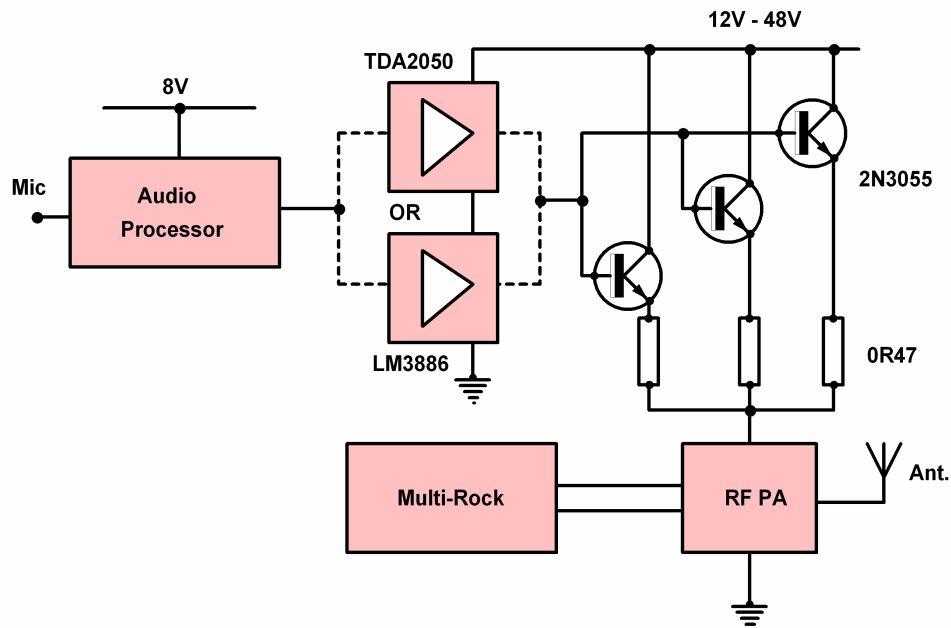 12V - 48V
TDA2050
8V
Mic
Audio
Processor
OR
2N3055
LM3886
0R47
Multi-Rock
RF PA
Ant.